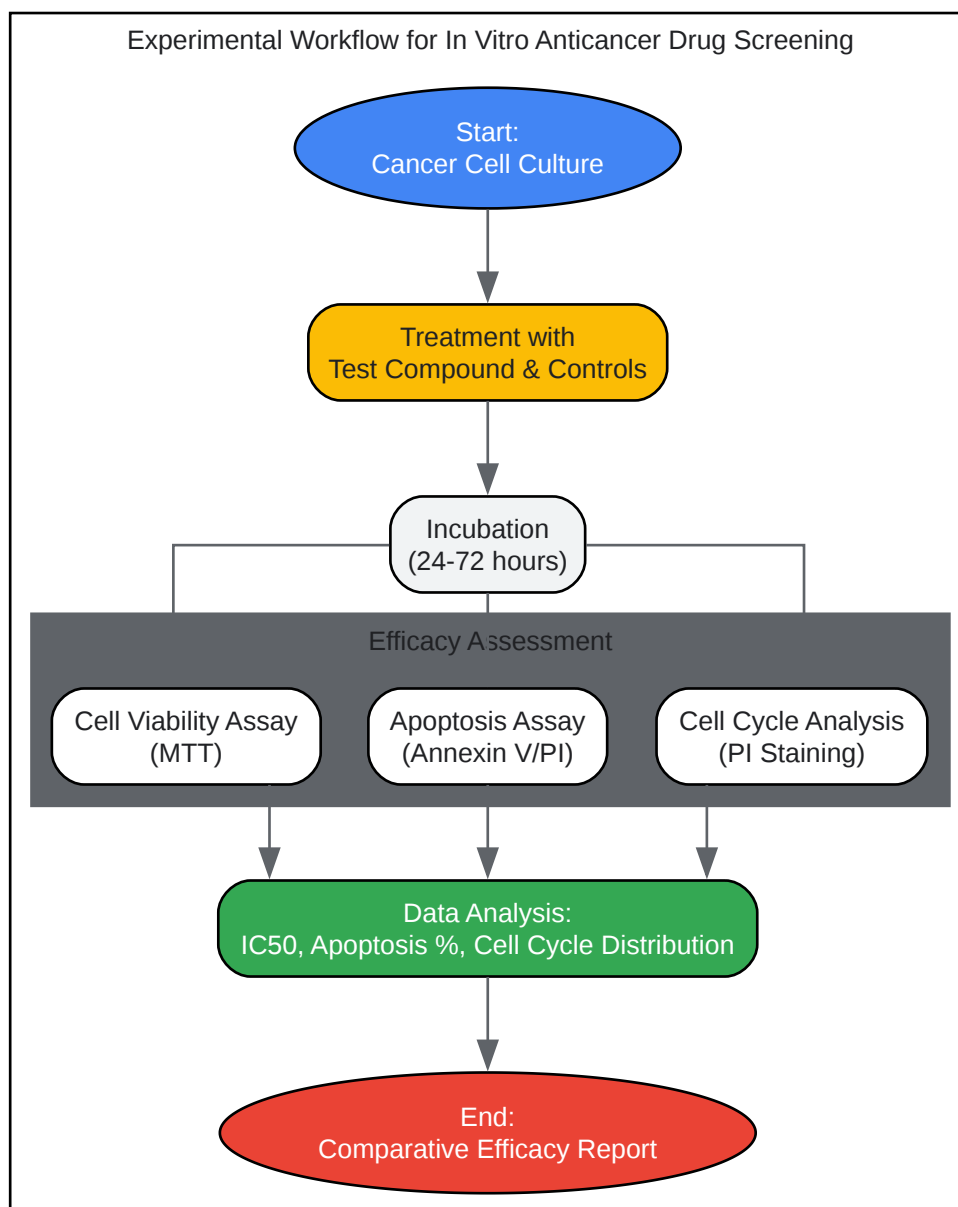 Experimental Workflow for In Vitro Anticancer Drug Screening
Start:
Cancer Cell Culture
Treatment with
Test Compound & Controls
Incubation
(24-72 hours)
Efficacy Assessment
Cell Viability Assay
(MTT)
Apoptosis Assay
(Annexin V/PI)
Cell Cycle Analysis
(PI Staining)
Data Analysis:
IC50, Apoptosis %, Cell Cycle Distribution
End:
Comparative Efficacy Report